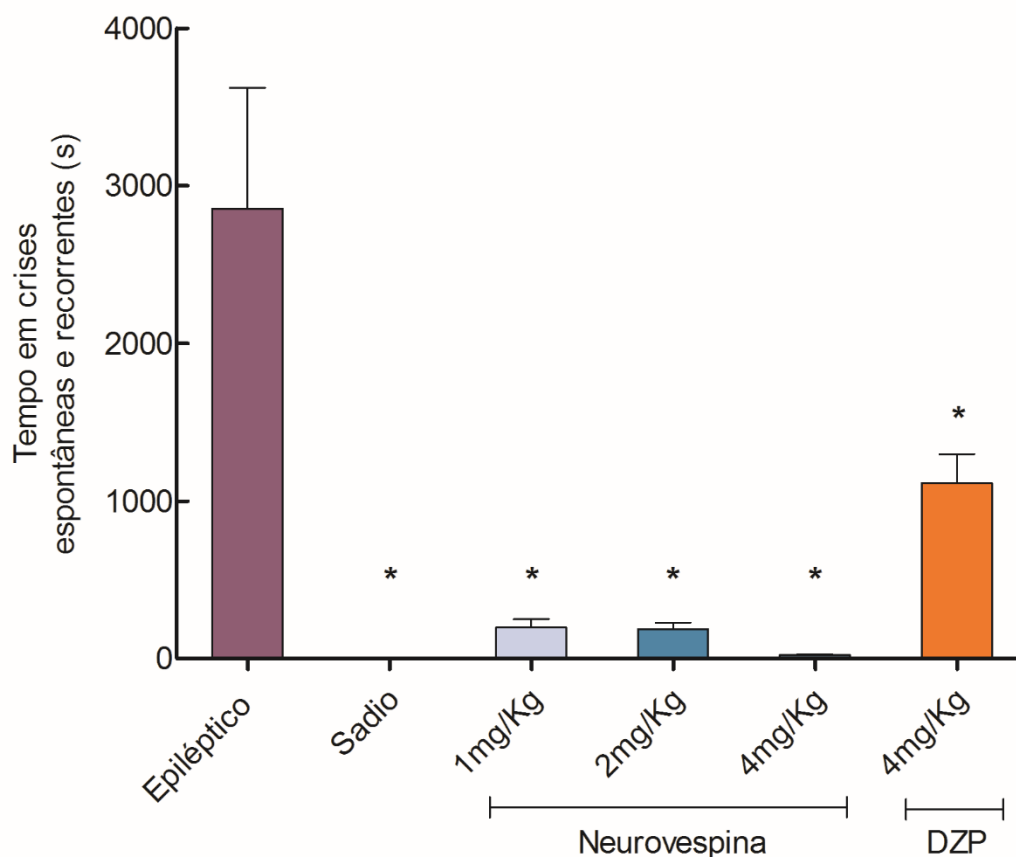 Tempo em crises
espontâneas e recorrentes (s)
4000
3000
2000
1000
0
*
*
*
*
*
Epiléptico
Sadio
1mg/Kg
2mg/Kg
4mg/Kg
4mg/Kg
Neurovespina
DZP